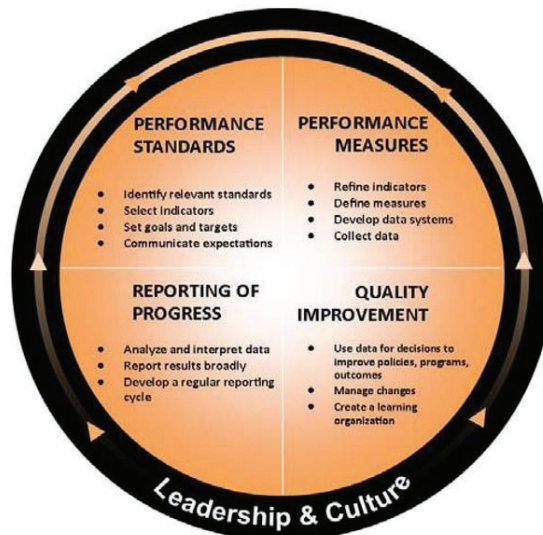 PERFORMANCE
STANDARDS
• Identify relevant standards
• Select indicators
• Set goals and targets
• Communicate expectations
PERFORMANCE
MEASURES
• Refine indicators
• Define measures
• Develop data systems
• Collect data
REPORTING OF
PROGRESS
• Analyze and interpret data
• Report results broadly
• Develop a regular reporting
cycle
QUALITY
IMPROVEMENT
• Use data for decisions to
improve policies, programs,
outcomes
• Manage changes
• Create a learning
organization
Leadership & Culture